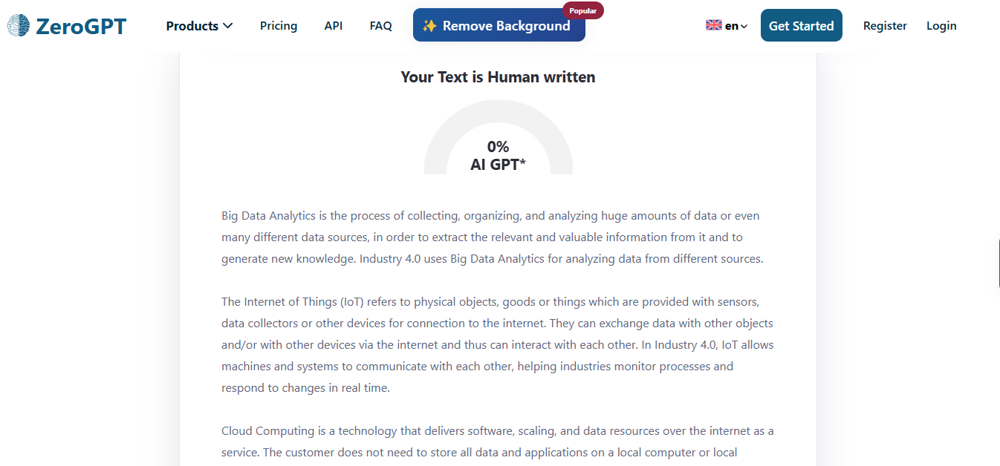 ZeroGPT Products Pricing API FAQ Remove Background Popular en Get Started Register Login
Your Text is Human written
0%
AI GPT*
Big Data Analytics is the process of collecting, organizing, and analyzing huge amounts of data or even
many different data sources, in order to extract the relevant and valuable information from it and to
generate new knowledge. Industry 4.0 uses Big Data Analytics for analyzing data from different sources.
The Internet of Things (IoT) refers to physical objects, goods or things which are provided with sensors,
data collectors or other devices for connection to the internet. They can exchange data with other objects
and/or with other devices via the internet and thus can interact with each other. In Industry 4.0, IoT allows
machines and systems to communicate with each other, helping industries monitor processes and
respond to changes in real time.
Cloud Computing is a technology that delivers software, scaling, and data resources over the internet as a
service. The customer does not need to store all data and applications on a local computer or local